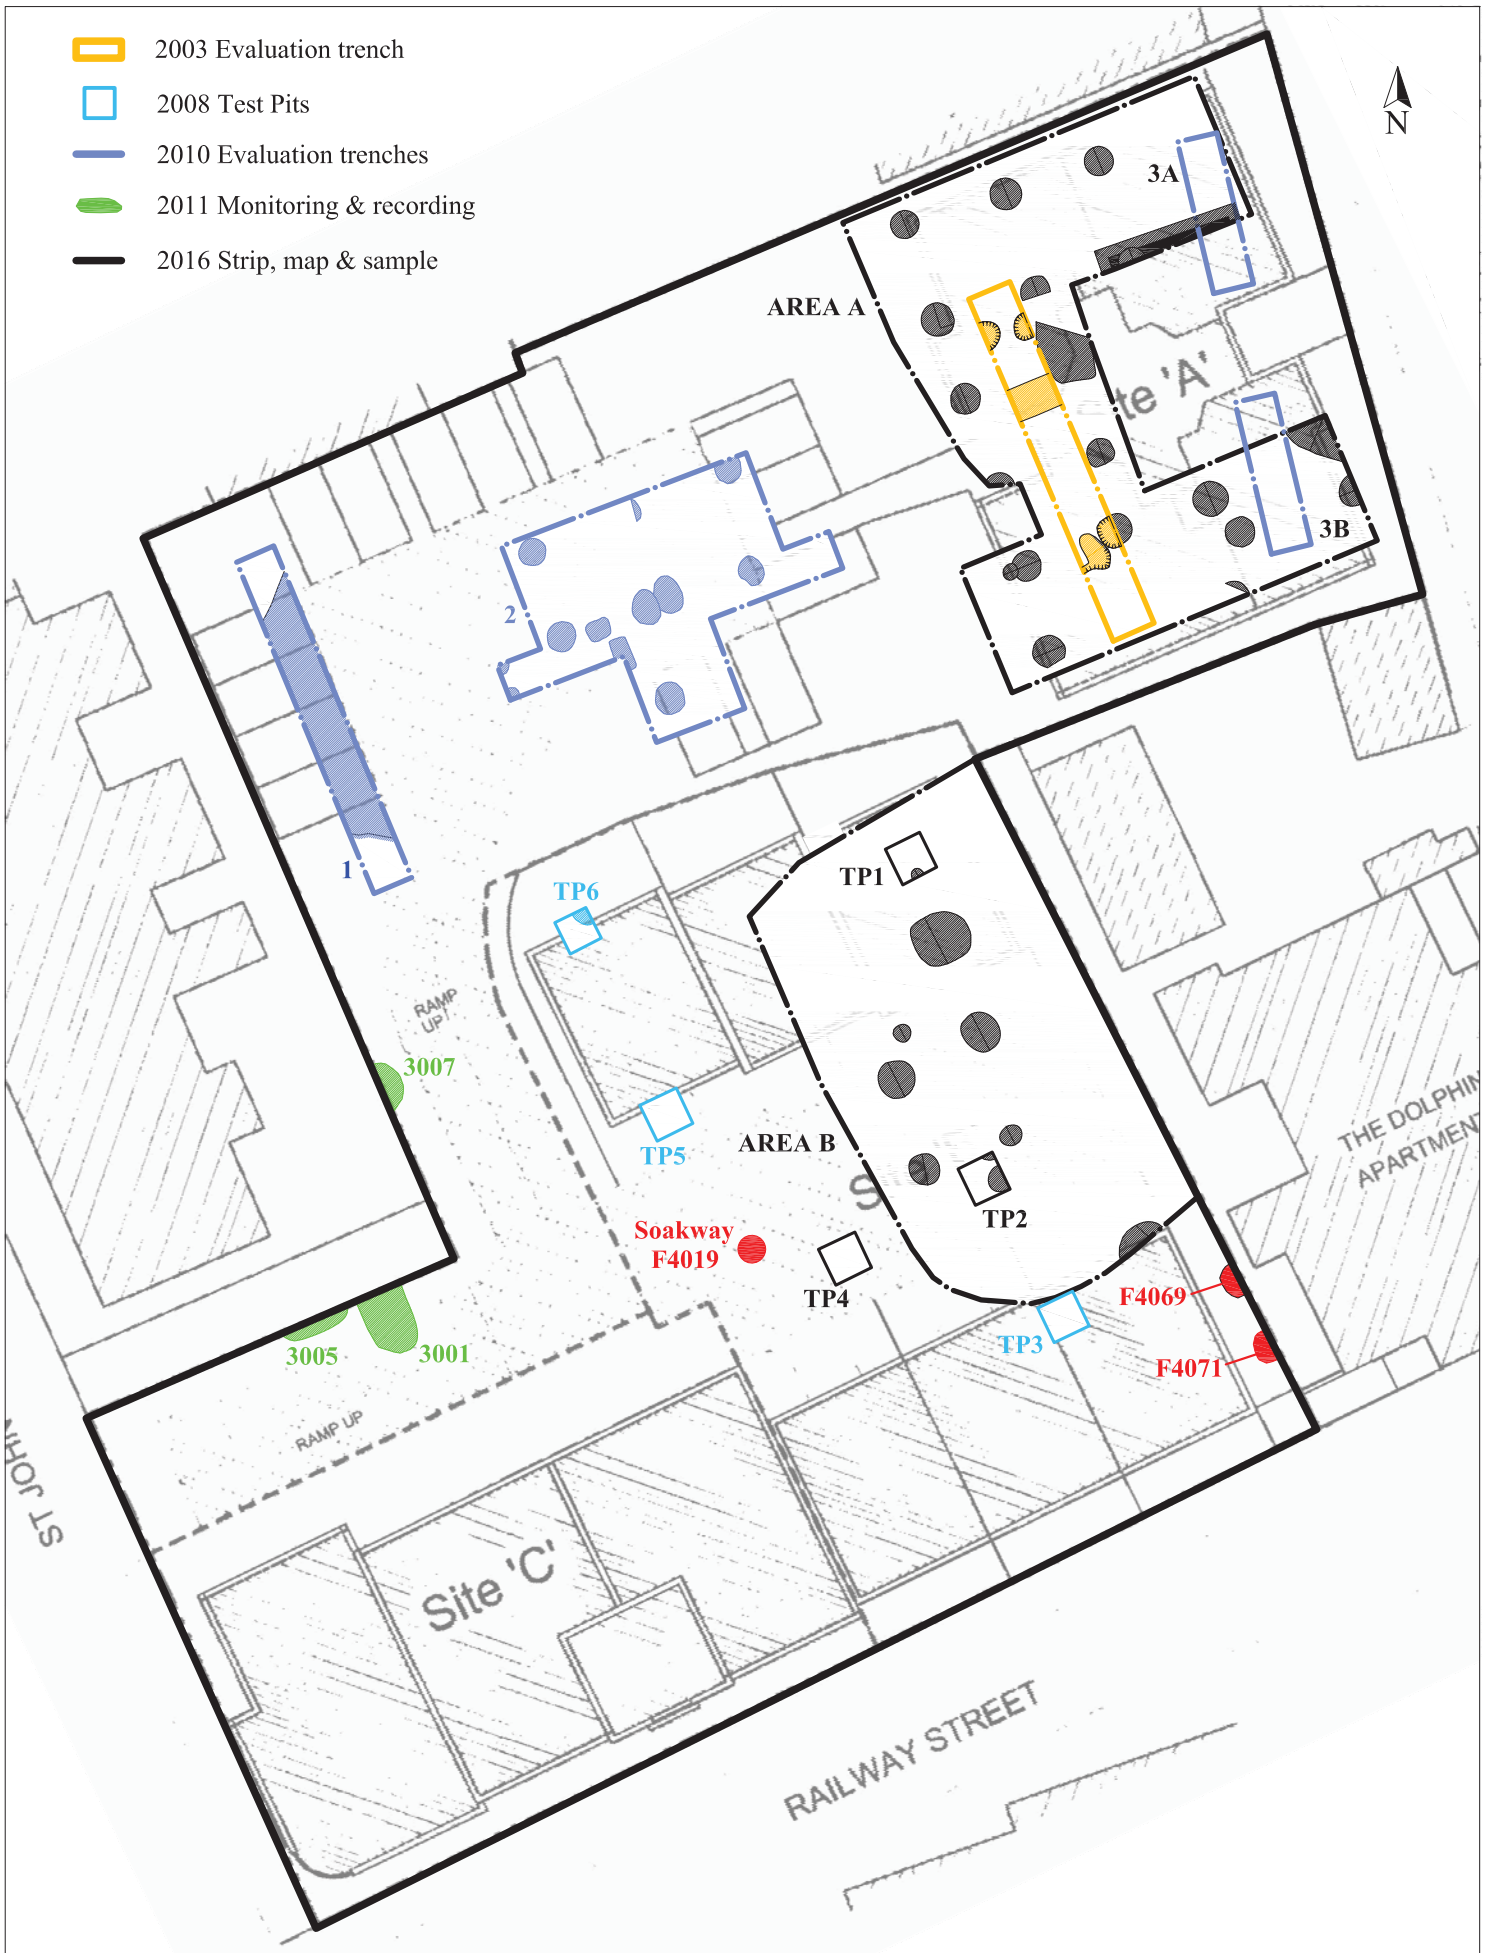 2003 Evaluation trench
2008 Test Pits
2010 Evaluation trenches
2011 Monitoring & recording
2016 Strip, map & sample
N
3A
AREA A
te 'A'
3B
2
1
TP1
TP6
RAMP
UP
3007
TP5
AREA B
S
TP2
THE DOLPHIN
APARTMENT
Soakway
F4019
TP4
F4069
TP3
F4071
3005
3001
RAMP UP
ST JOHN
Site 'C'
RAILWAY STREET